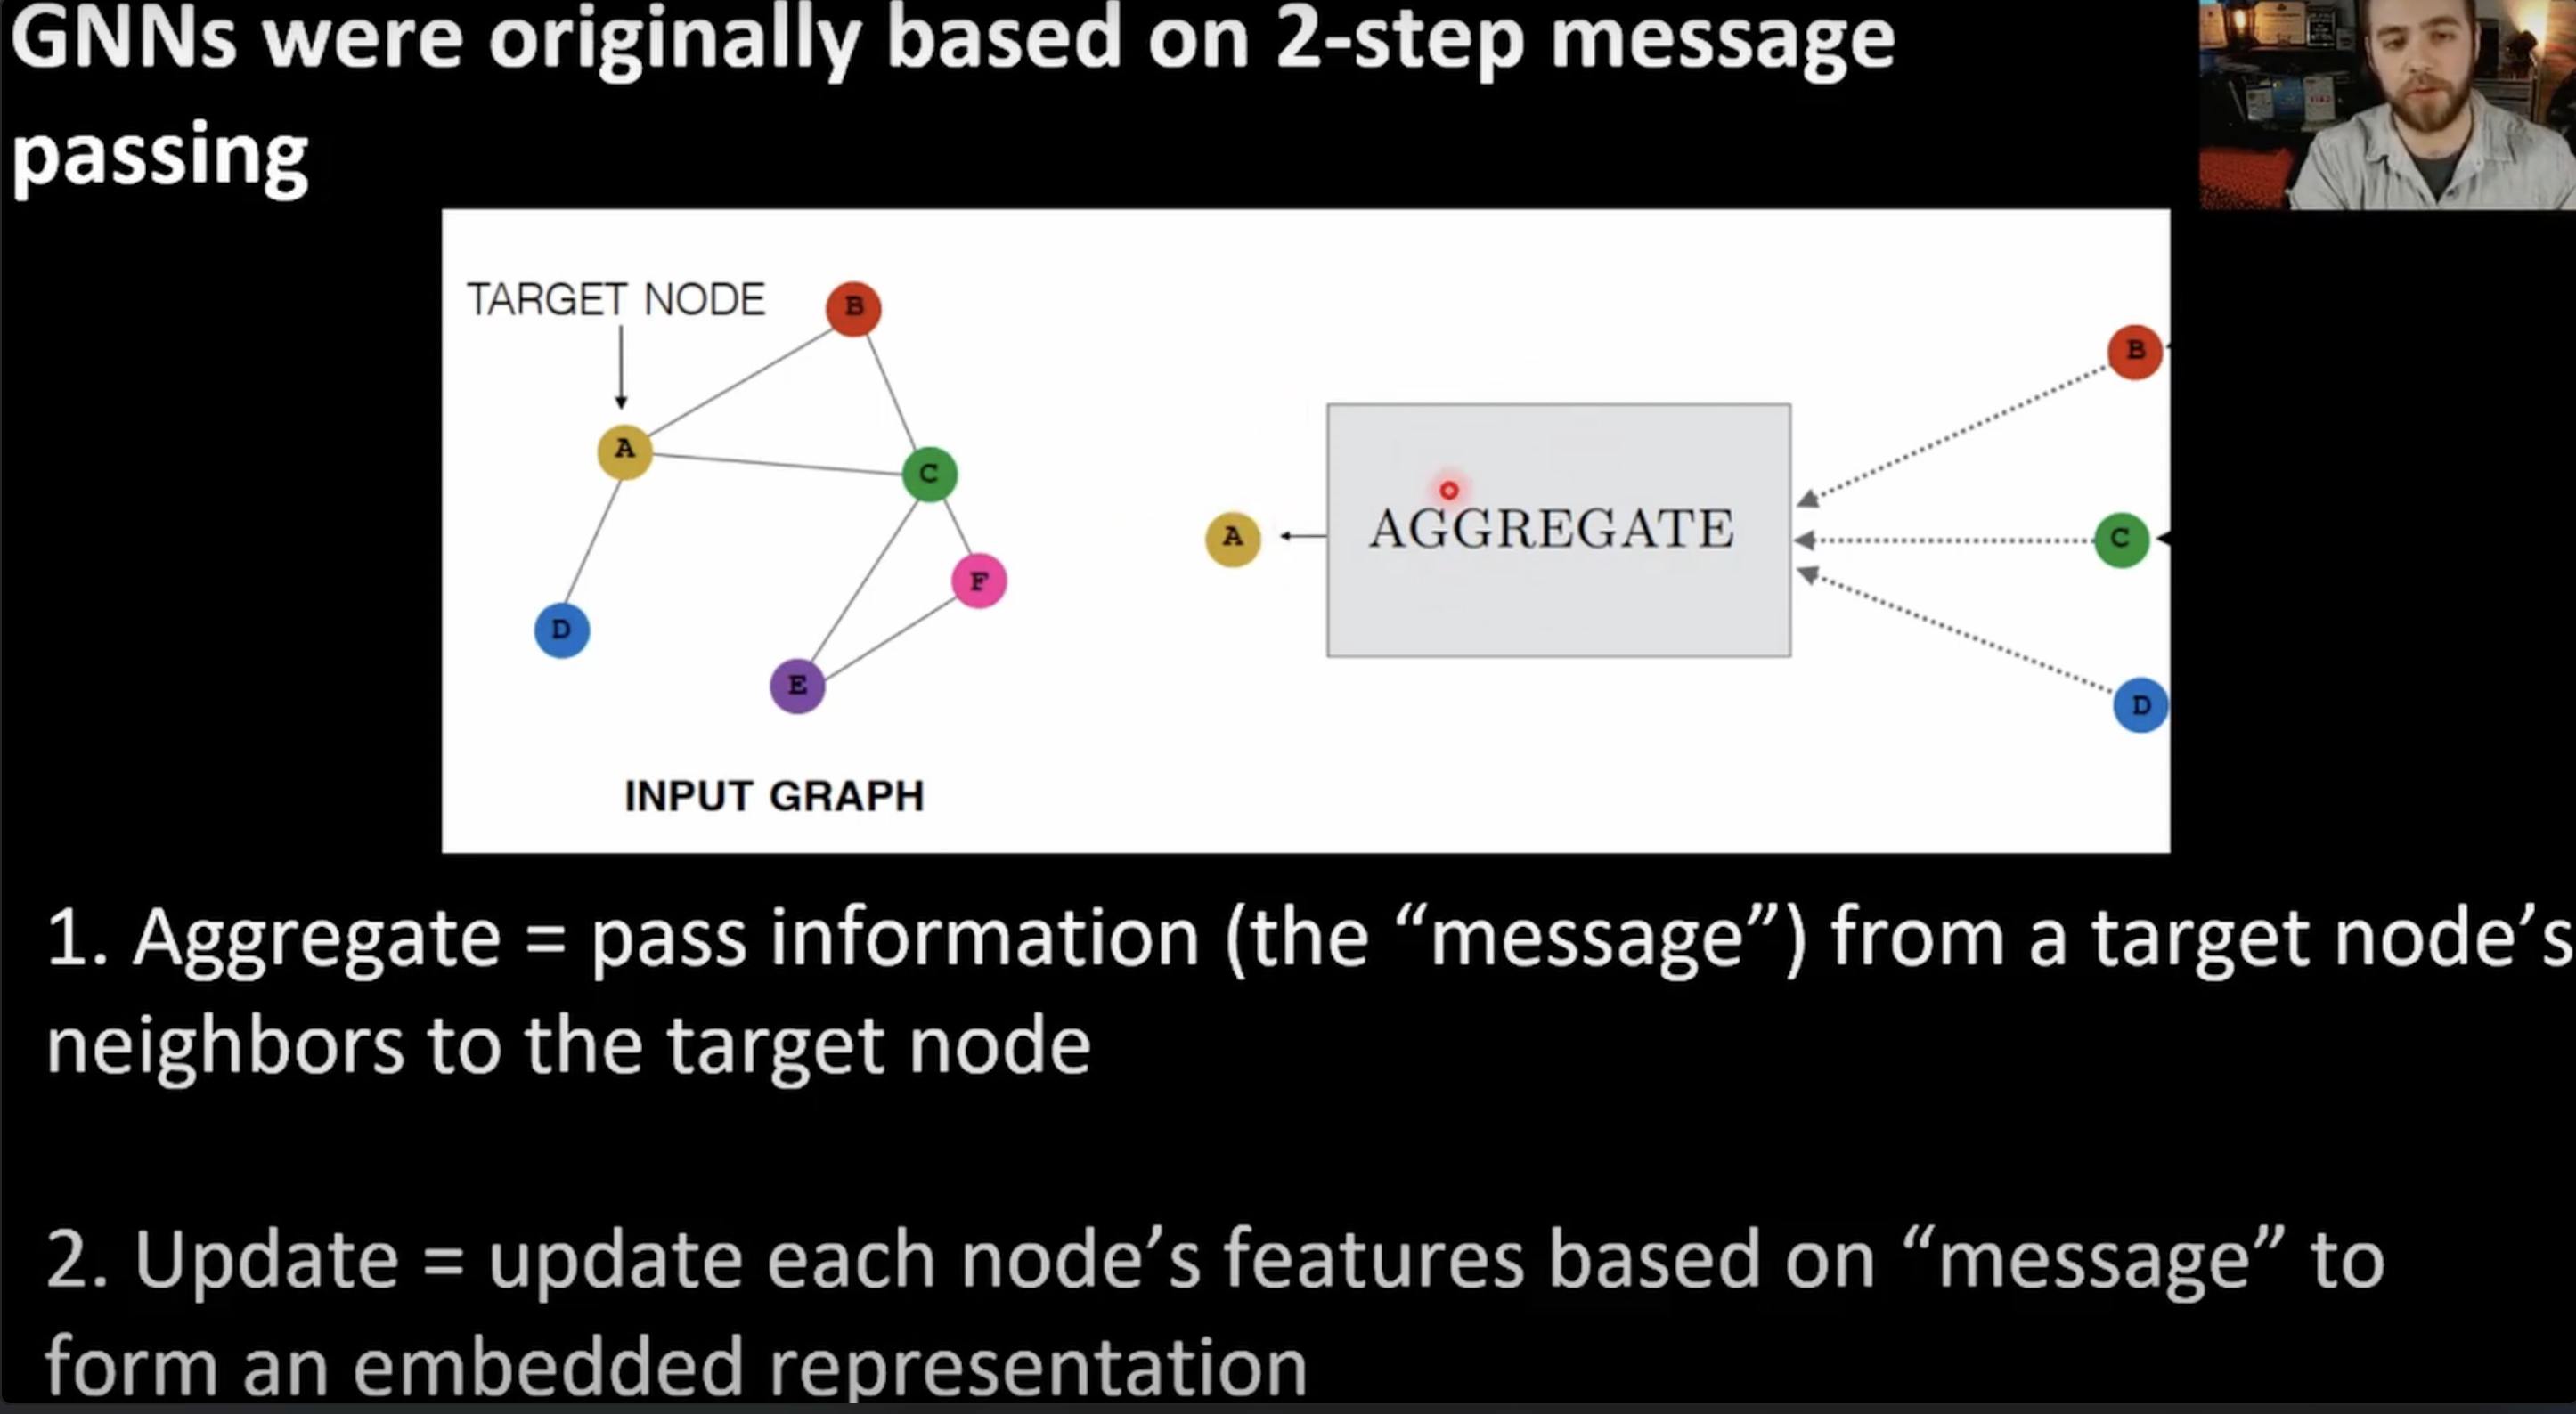 GNNs were originally based on 2-step message
passing
TARGET NODE
B
A
C
F
D
E
INPUT GRAPH
A
AGGREGATE
B
C
D
1. Aggregate = pass information (the “message”) from a target node’s
neighbors to the target node
2. Update = update each node’s features based on “message” to
form an embedded representation